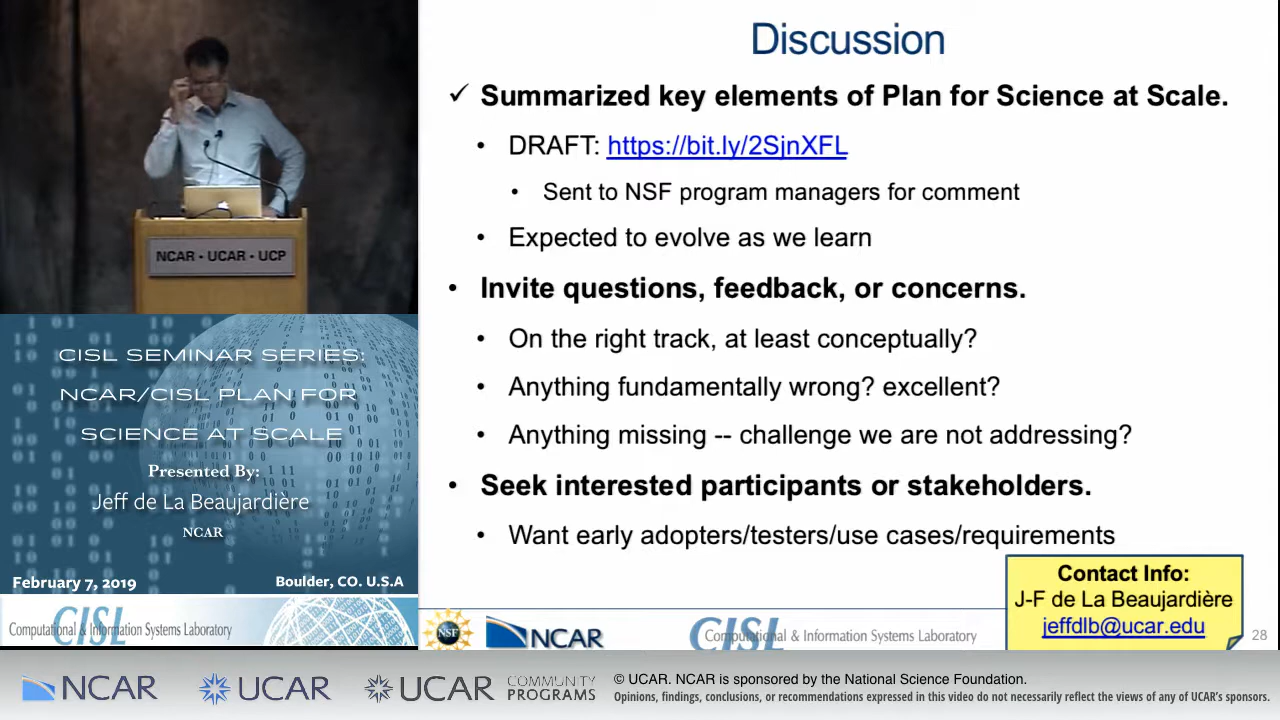 Discussion
✓ Summarized key elements of Plan for Science at Scale.
• DRAFT: https://bit.ly/2SjnXFL
• Sent to NSF program managers for comment
• Expected to evolve as we learn
• Invite questions, feedback, or concerns.
• On the right track, at least conceptually?
• Anything fundamentally wrong? excellent?
• Anything missing -- challenge we are not addressing?
• Seek interested participants or stakeholders.
• Want early adopters/testers/use cases/requirements
Contact Info:
J-F de La Beaujardière
jeffdlb@ucar.edu
28
NSF
NCAR
CISL
Computational & Information Systems Laboratory
NCAR • UCAR • UCP
CISL SEMINAR SERIES:
NCAR/CISL PLAN FOR
SCIENCE AT SCALE
Presented By:
Jeff de La Beaujardière
NCAR
February 7, 2019
Boulder, CO. U.S.A
CISL
Computational & Information Systems Laboratory
NCAR
UCAR
UCAR
COMMUNITY
PROGRAMS
© UCAR. NCAR is sponsored by the National Science Foundation.
Opinions, findings, conclusions, or recommendations expressed in this video do not necessarily reflect the views of any of UCAR's sponsors.